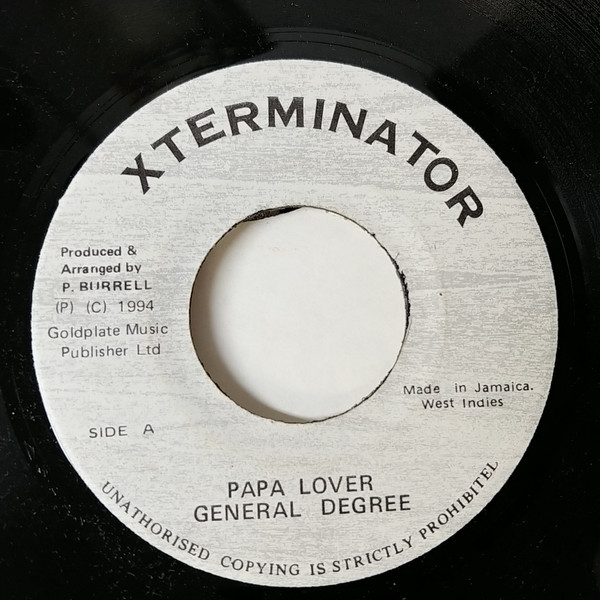 XTERMINATOR
Produced &
Arranged by
P. BURRELL
(P) (C) 1994
Goldplate Music
Publisher Ltd
Made in Jamaica.
West Indies
SIDE A
PAPA LOVER
GENERAL DEGREE
UNATHORISED COPYING IS STRICTLY PROHIBITEL